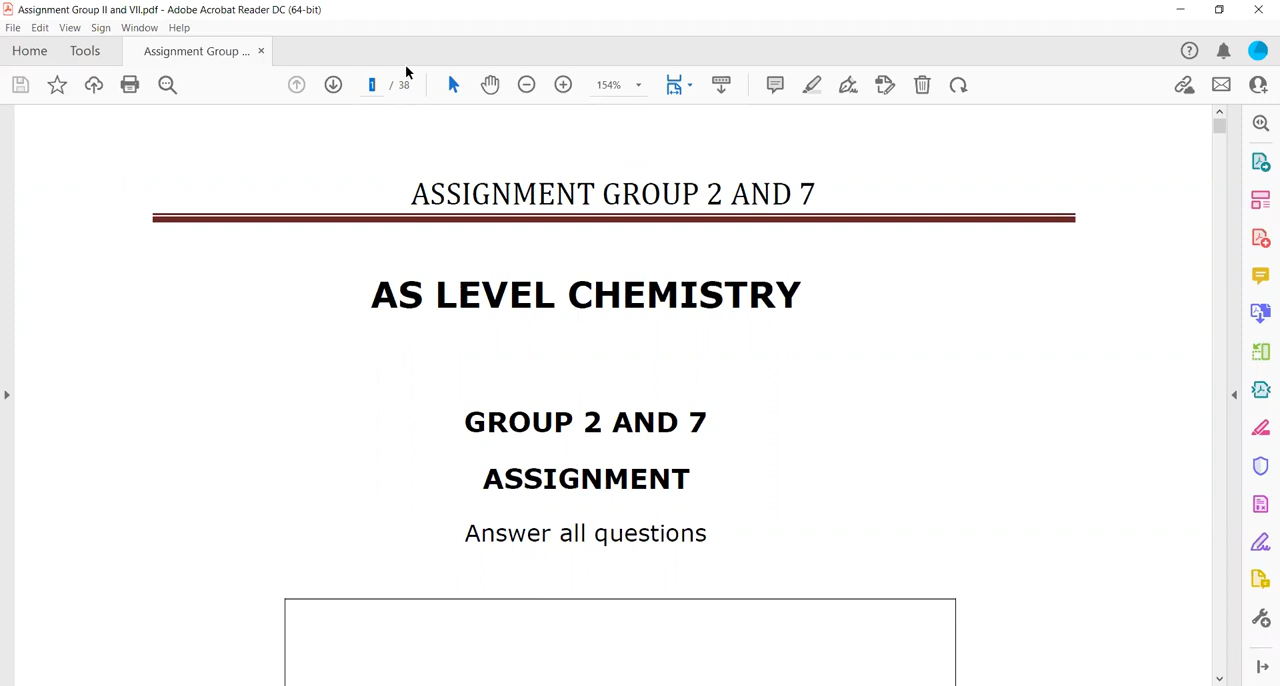 Assignment Group II and VII.pdf - Adobe Acrobat Reader DC (64-bit)
File Edit View Sign Window Help
Home Tools Assignment Group ... ×
1 / 38 154%
ASSIGNMENT GROUP 2 AND 7
AS LEVEL CHEMISTRY
GROUP 2 AND 7
ASSIGNMENT
Answer all questions